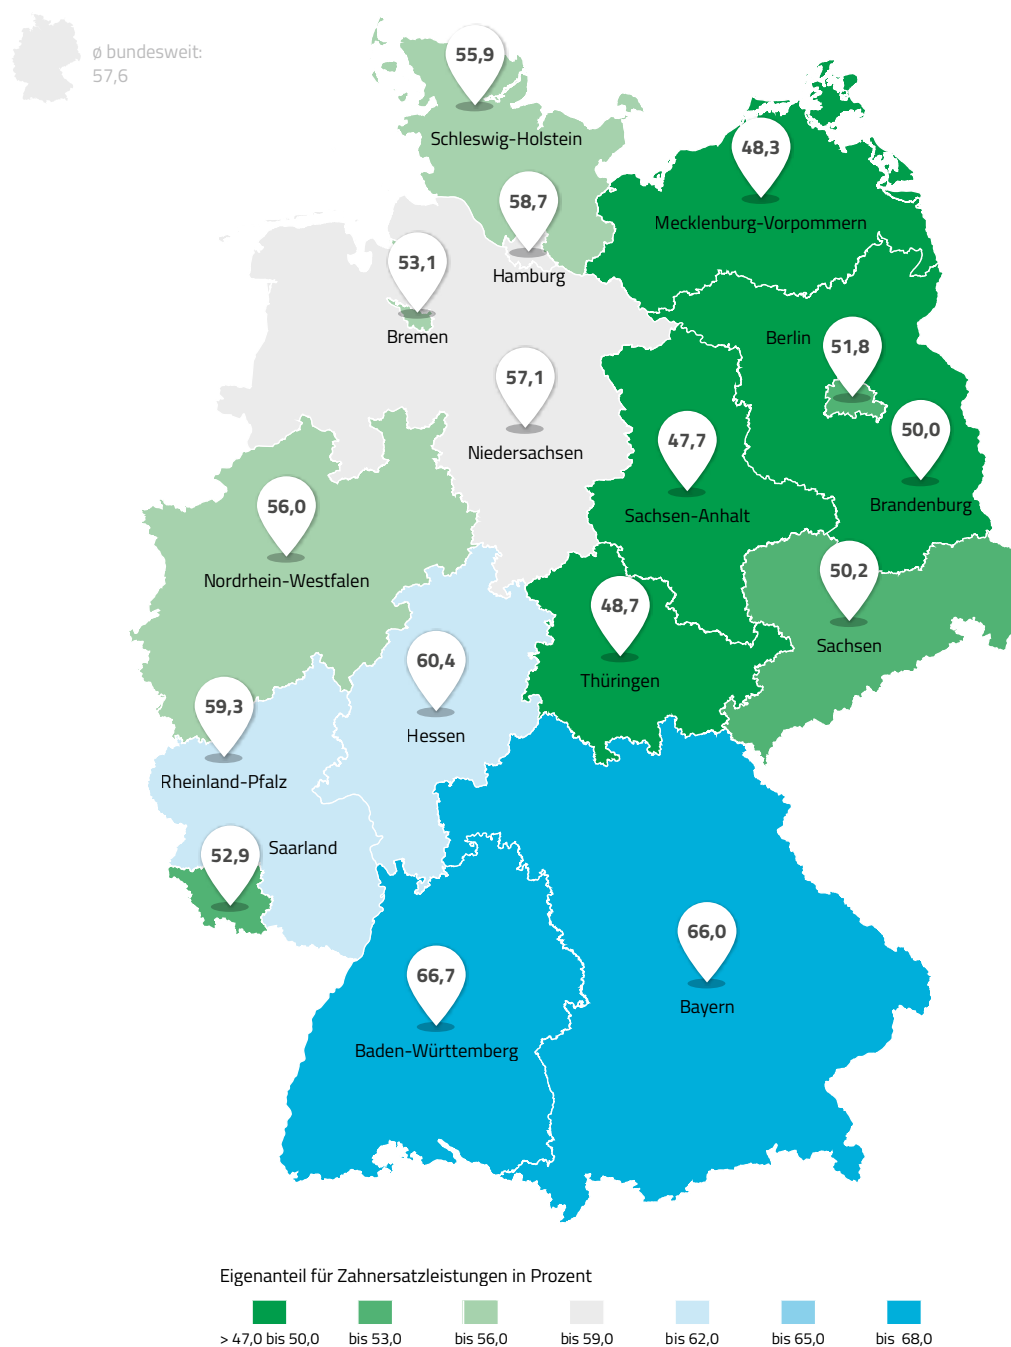 ø bundesweit:
57,6
55,9
Schleswig-Holstein
48,3
Mecklenburg-Vorpommern
58,7
Hamburg
53,1
Bremen
Berlin
51,8
57,1
Niedersachsen
50,0
Brandenburg
47,7
Sachsen-Anhalt
56,0
Nordrhein-Westfalen
50,2
Sachsen
48,7
Thüringen
60,4
Hessen
59,3
Rheinland-Pfalz
Saarland
52,9
66,0
Bayern
66,7
Baden-Württemberg
Eigenanteil für Zahnersatzleistungen in Prozent
> 47,0 bis 50,0 bis 53,0 bis 56,0 bis 59,0 bis 62,0 bis 65,0 bis 68,0